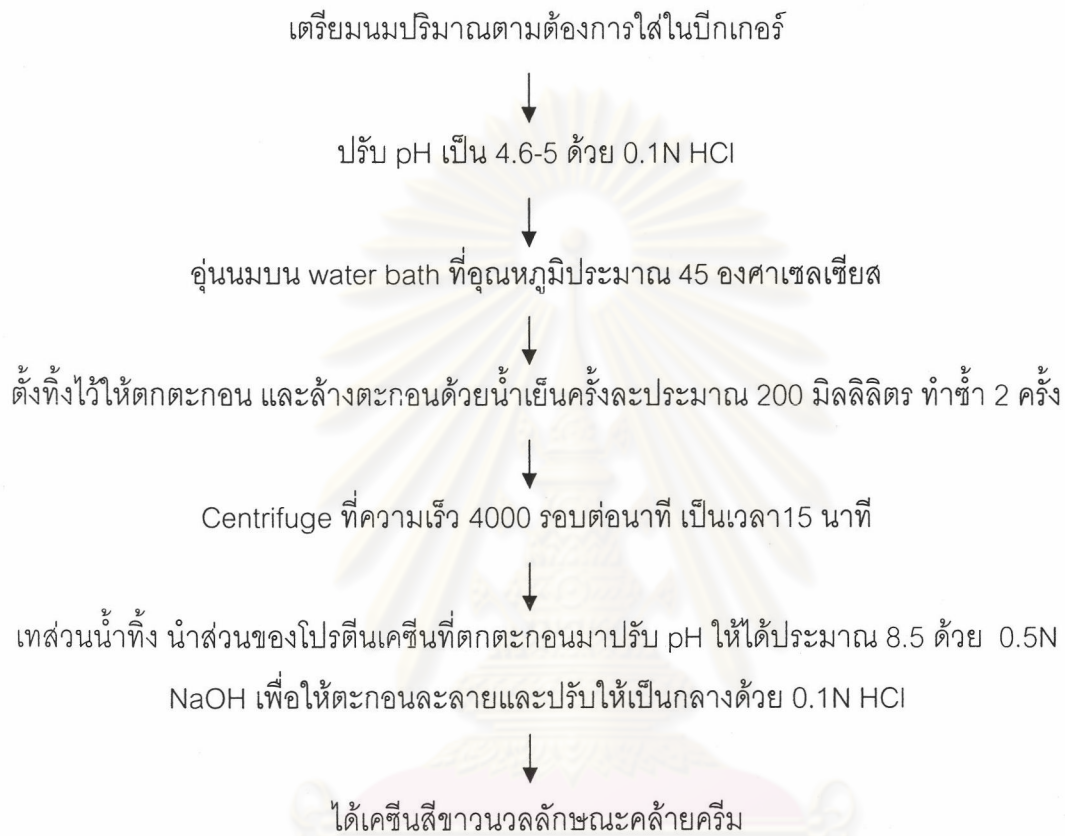 เตรียมนมปริมาณตามต้องการใส่ในบีกเกอร์
ปรับ pH เป็น 4.6-5 ด้วย 0.1N HCl
อุ่นนมบน water bath ที่อุณหภูมิประมาณ 45 องศาเซลเซียส
ตั้งทิ้งไว้ให้ตกตะกอน และล้างตะกอนด้วยน้ำเย็นครั้งละประมาณ 200 มิลลิลิตร ทำซ้ำ 2 ครั้ง
Centrifuge ที่ความเร็ว 4000 รอบต่อนาที เป็นเวลา15 นาที
เทส่วนน้ำทิ้ง นำส่วนของโปรตีนเคซีนที่ตกตะกอนมาปรับ pH ให้ได้ประมาณ 8.5 ด้วย 0.5N
NaOH เพื่อให้ตะกอนละลายและปรับให้เป็นกลางด้วย 0.1N HCl
ได้เคซีนสีขาวนวลลักษณะคล้ายครีม